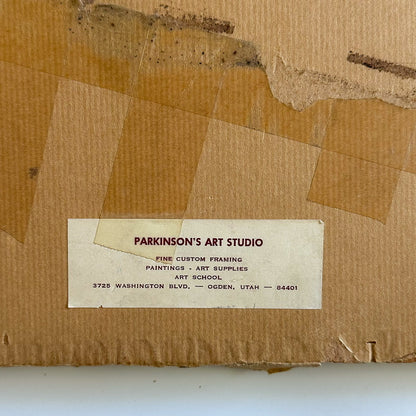 PARKINSON'S ART STUDIO
FINE CUSTOM FRAMING
PAINTINGS - ART SUPPLIES
ART SCHOOL
3725 WASHINGTON BLVD. — OGDEN, UTAH — 84401